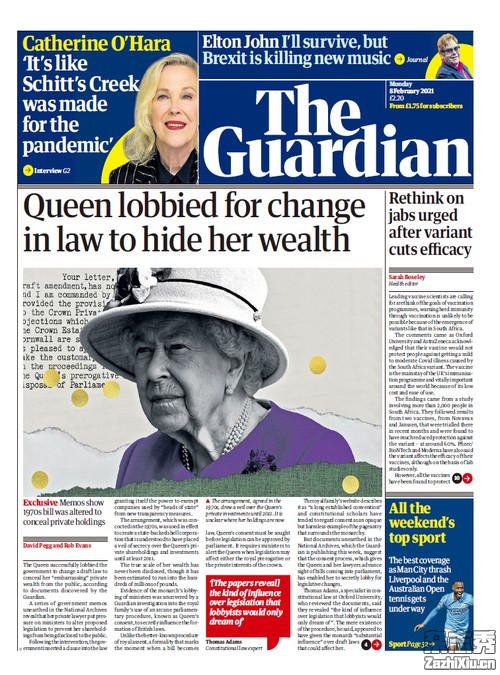 Catherine O'Hara
'It's like
Schitt's Creek
was made
for the
pandemic'
Interview G2
Elton John I'll survive, but
Brexit is killing new music
Journal
Monday
8 February 2021
£2.20
From £1.75 for subscribers
The
Guardian
Queen lobbied for change
in law to hide her wealth
Your letter,
raft amendment, has no
nd I am commanded by
rovided the provisi
o the Crown Privat
ojections which
he Crown Estat
ornwall are s
s pleased to a
ake the customar
n the proceedings
e Queen's prerogative
isposal of Parliame
Rethink on
jabs urged
after variant
cuts efficacy
Sarah Boseley
Health editor
Leading vaccine scientists are calling
for a rethink of the goals of vaccination
programmes, warning herd immunity
through vaccination is unlikely to be
possible because of the emergence of
variants like that in South Africa.
The comments came as Oxford
University and AstraZeneca acknowl-
edged that their vaccine would not
protect people against getting a mild
to moderate Covid illness caused by
the South Africa variant. The vaccine
is the mainstay of the UK's immunisa-
tion programme and vitally important
around the world because of its low
cost and ease of use.
The findings came from a study
involving more than 2,000 people in
South Africa. They followed results
from two vaccines, from Novavax
and Janssen, that were trialled there
in recent months and were found to
have much reduced protection against
the variant - at around 60%. Pfizer/
BioNTech and Moderna have also said
the variant affects the efficacy of their
vaccines, although on the basis of lab
studies only.
However, all the vaccines
have been found to protect
10
Exclusive Memos show
1970s bill was altered to
conceal private holdings
David Pegg and Rob Evans
The Queen successfully lobbied the
government to change a draft law to
conceal her "embarrassing" private
wealth from the public, according
to documents discovered by the
Guardian.
A series of government memos
unearthed in the National Archives
reveal that her private lawyer put pres-
sure on ministers to alter proposed
legislation to prevent her sharehold-
ings from being disclosed to the public.
Following the intervention, the gov-
ernment inserted a clause into the law
granting itself the power to exempt
companies used by "heads of state"
from new transparency measures.
The arrangement, which was con-
cocted in the 1970s, was used in effect
to create a state-backed shell corpora-
tion that is understood to have placed
a veil of secrecy over the Queen's
private shareholdings and investments
until at least 2011.
The true scale of her wealth has
never been disclosed, though it has
been estimated to run into the hun-
dreds of millions of pounds.
Evidence of the monarch's lobby-
ing of ministers was uncovered by a
Guardian investigation into the royal
family's use of an arcane parliamen-
tary procedure, known as Queen's
consent, to secretly influence the for-
mation of British laws.
Unlike the better-known procedure
of royal assent, a formality that marks
the moment when a bill becomes
▲ The arrangement, agreed in the
1970s, drew a veil over the Queen's
private investments until 2011. It is
unclear where her holdings are now
law, Queen's consent must be sought
before legislation can be approved by
parliament. It requires ministers to
alert the Queen when legislation may
affect either the royal prerogative or
the private interests of the crown.
[The papers reveal]
the kind of influence
over legislation that
lobbyists would only
dream of
Thomas Adams
Constitutional law expert
The royal family's website describes
it as "a long established convention"
and constitutional scholars have
tended to regard consent as an opaque
but harmless example of the pageantry
that surrounds the monarchy.
But documents unearthed in the
National Archives, which the Guard-
ian is publishing this week, suggest
that the consent process, which gives
the Queen and her lawyers advance
sight of bills coming into parliament,
has enabled her to secretly lobby for
legislative changes.
Thomas Adams, a specialist in con-
stitutional law at Oxford University,
who reviewed the documents, said
they revealed "the kind of influence
over legislation that lobbyists would
only dream of". The mere existence
of the procedure, he said, appeared to
have given the monarch "substantial
influence" over draft laws
that could affect her.
4
All the
weekend's
top sport
The best coverage
as Man City thrash
Liverpool and the
Australian Open
tennis gets
under way
Sport Page 32
ZazhiXiu.cn